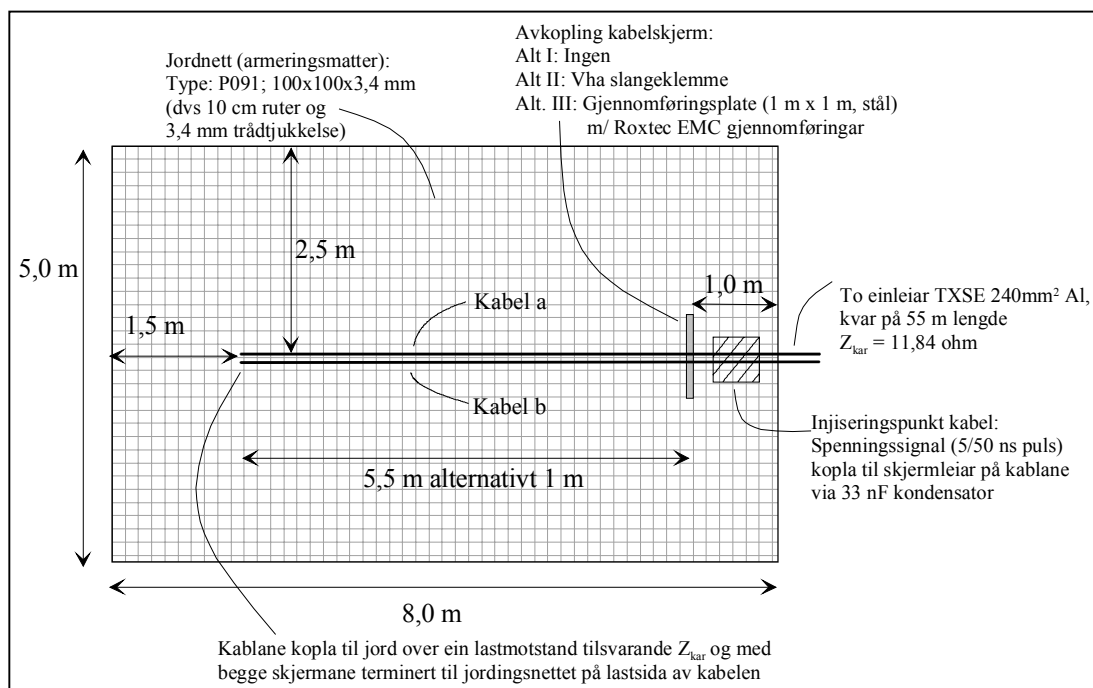 Avkopling kabelskjerm:
Alt I: Ingen
Alt II: Vha slangeklemme
Alt. III: Gjennomføringsplate (1 m x 1 m, stål)
m/ Roxtec EMC gjennomføringar
Jordnett (armeringsmatter):
Type: P091; 100x100x3,4 mm
(dvs 10 cm ruter og
3,4 mm trådtjukkelse)
5,0 m
2,5 m
1,0 m
1,5 m
Kabel a
Kabel b
To einleiar TXSE 240mm² Al,
kvar på 55 m lengde
Zkar = 11,84 ohm
Injiseringspunkt kabel:
Spenningssignal (5/50 ns puls)
kopla til skjermleiar på kablane
via 33 nF kondensator
5,5 m alternativt 1 m
8,0 m
Kablane kopla til jord over ein lastmotstand tilsvarande Zkar og med
begge skjermane terminert til jordingsnettet på lastsida av kabelen